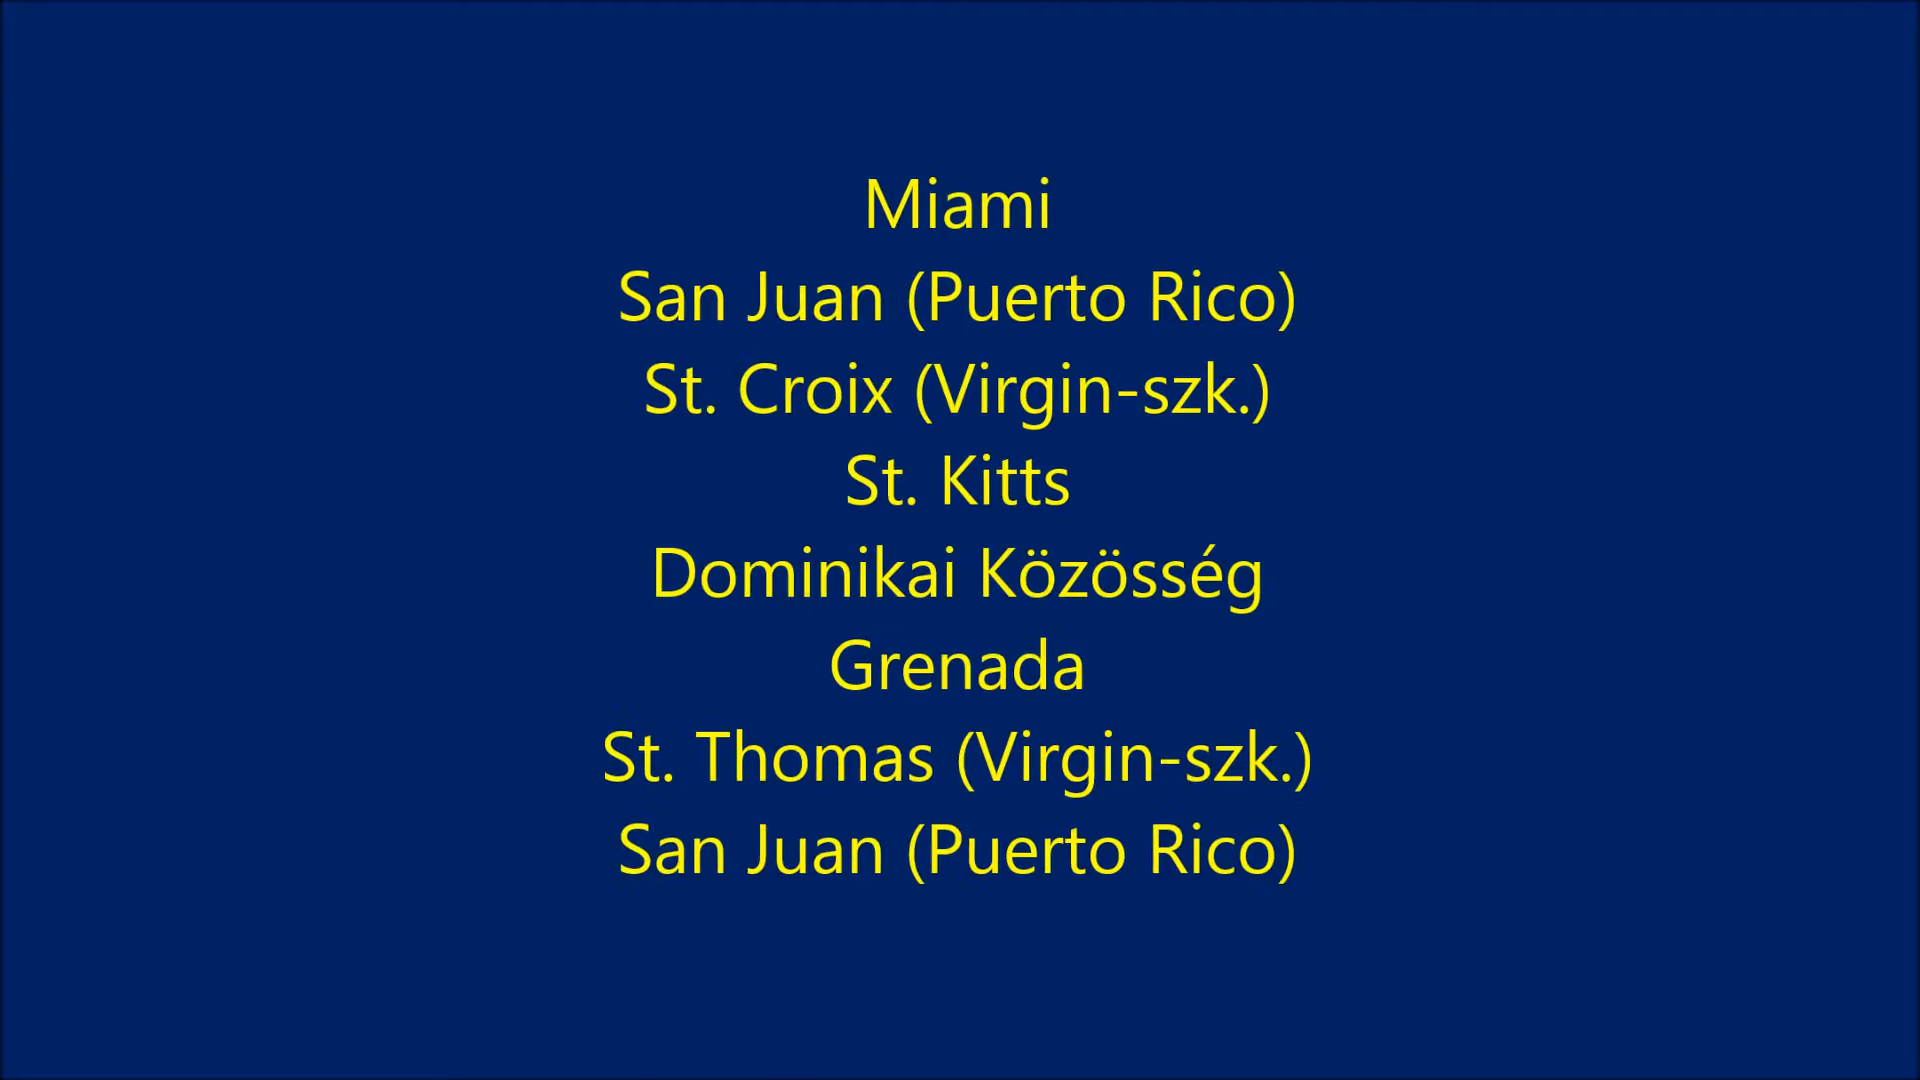 Miami
San Juan (Puerto Rico)
St. Croix (Virgin-szk.)
St. Kitts
Dominikai Közösség
Grenada
St. Thomas (Virgin-szk.)
San Juan (Puerto Rico)